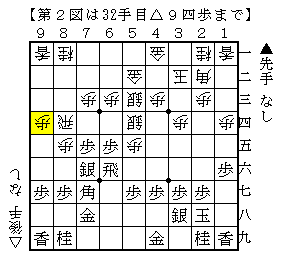 【第２図は32手目△９四歩まで】
９ ８ ７ ６ ５ ４ ３ ２ １
香 桂 金 桂 香 一
金 玉 角 二
歩 歩 銀 歩 歩 歩 三
歩 飛 銀 歩 四
歩 歩 歩 歩 五
銀 飛 歩 六
歩 歩 角 歩 歩 歩 歩 七
金 銀 玉 八
香 桂 金 桂 香 九
▲先手 なし
△後手 なし